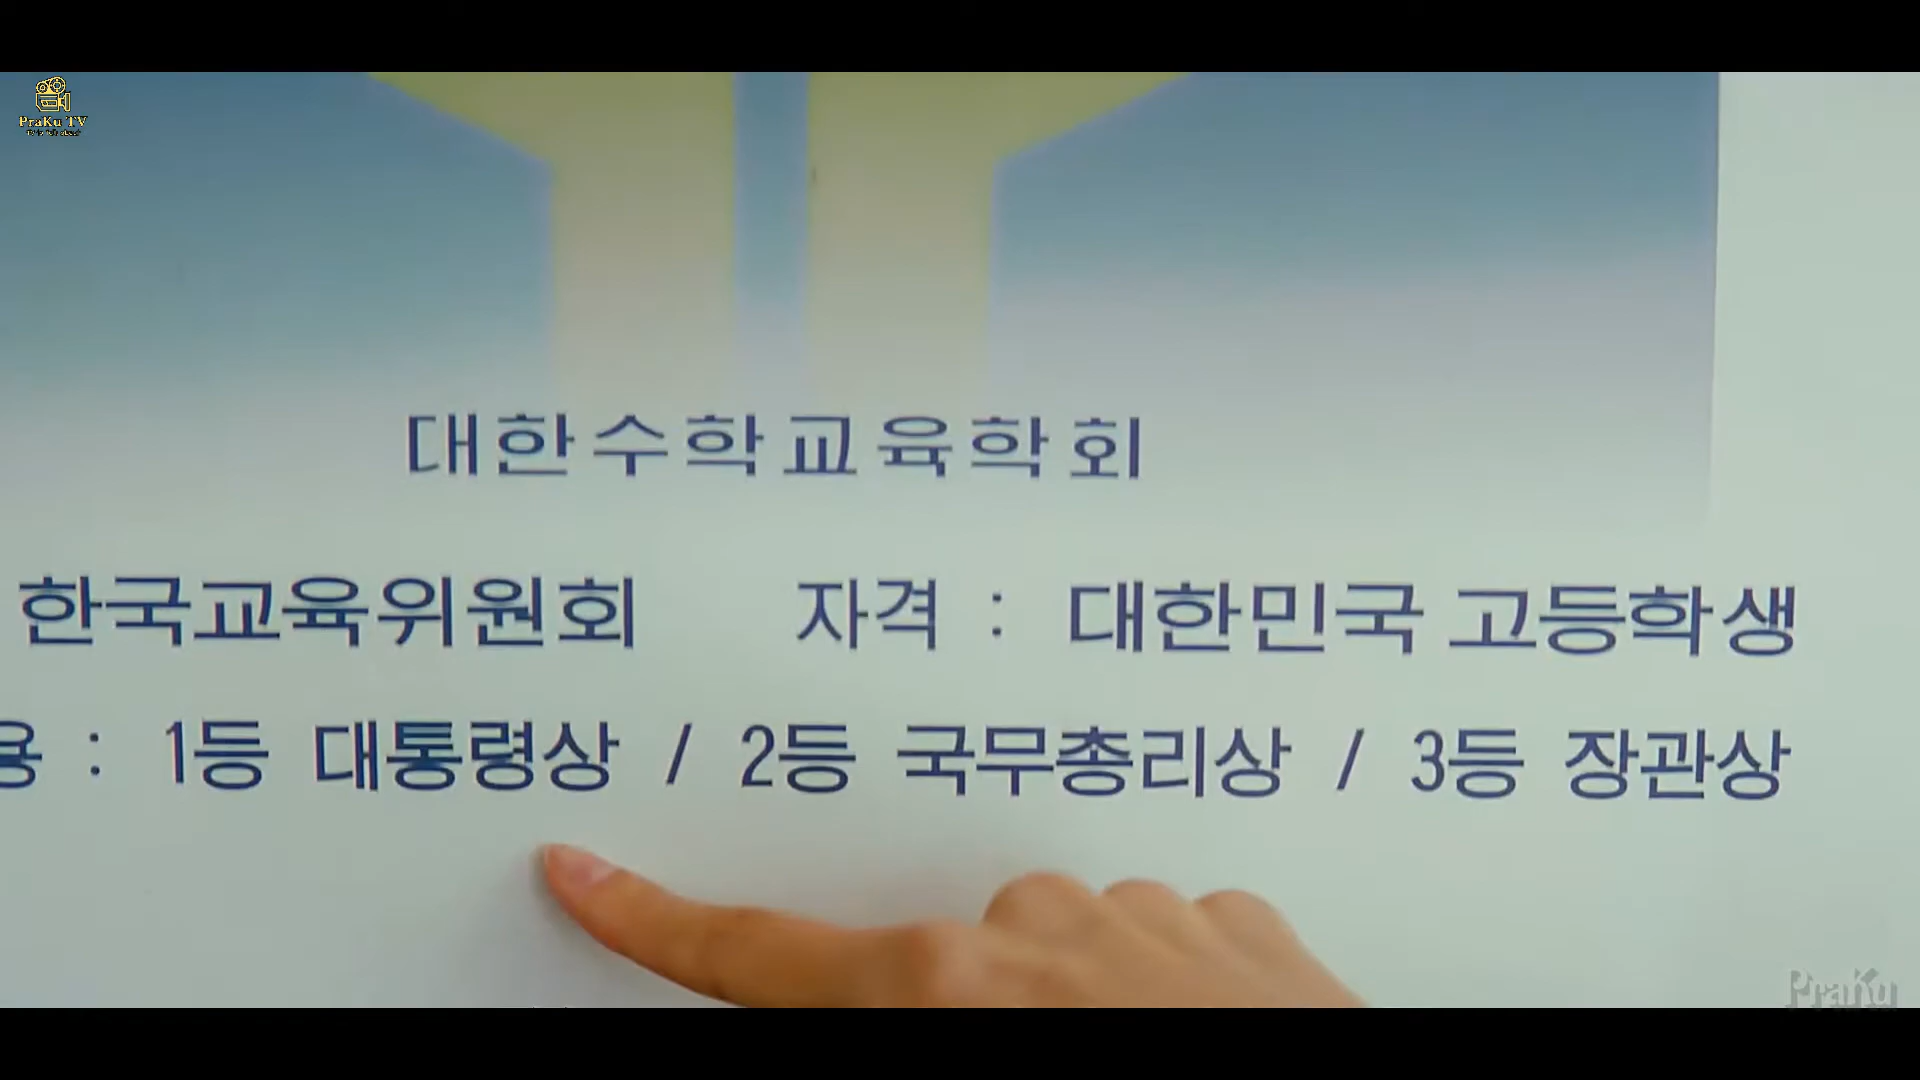 PraKu TV
대한수학교육학회
한국교육위원회 자격 : 대한민국 고등학생
용 : 1등 대통령상 / 2등 국무총리상 / 3등 장관상
PraKu